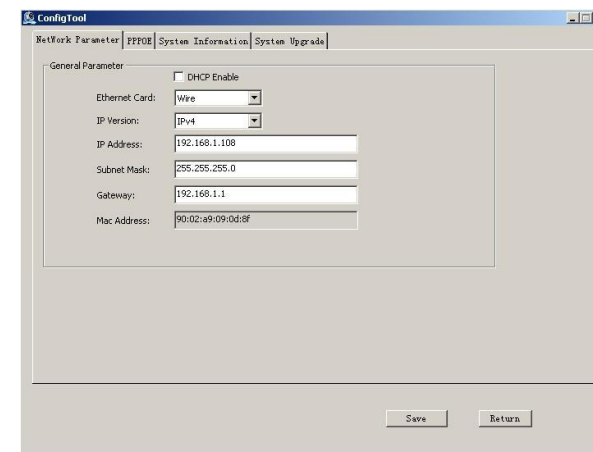 ConfigTool
NetWork Parameter PPPOE System Information System Upgrade
General Parameter
DHCP Enable
Ethernet Card: Wire
IP Version: IPv4
IP Address: 192.168.1.108
Subnet Mask: 255.255.255.0
Gateway: 192.168.1.1
Mac Address: 90:02:a9:09:0d:8f
Save Return